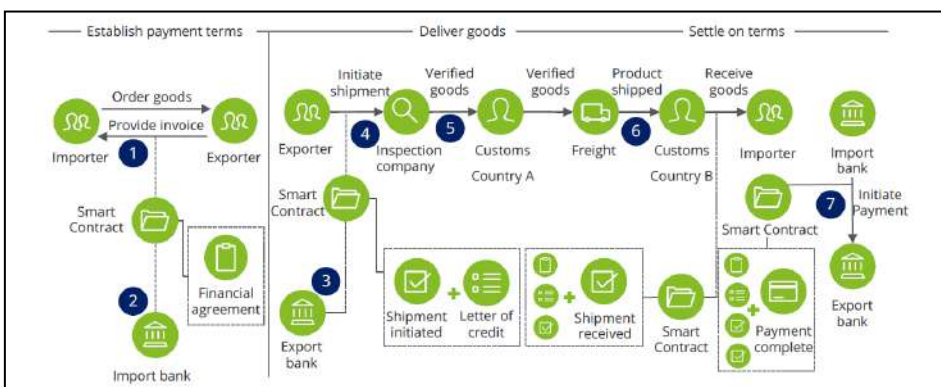 Establish payment terms
Deliver goods
Settle on terms
Order goods
Provide invoice
1
Importer
Exporter
Smart
Contract
Financial
agreement
2
Import bank
Initiate
shipment
Verified
goods
Verified
goods
Product
shipped
Receive
goods
4
5
6
Exporter
Inspection
company
Customs
Country A
Freight
Customs
Country B
Importer
Import
bank
Smart
Contract
3
Export
bank
Shipment
initiated
+
Letter of
credit
+
Shipment
received
Smart
Contract
Smart Contract
7
Initiate
Payment
+
Payment
complete
Export
bank